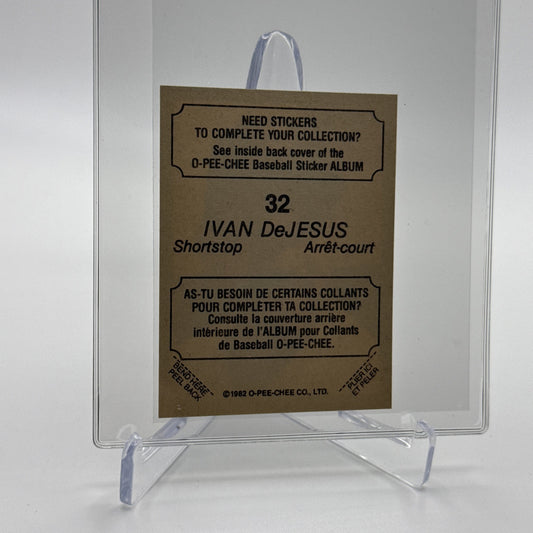 NEED STICKERS
TO COMPLETE YOUR COLLECTION?
See inside back cover of the
O-PEE-CHEE Baseball Sticker ALBUM
32
IVAN DeJESUS
Shortstop Arrêt-court
AS-TU BESOIN DE CERTAINS COLLANTS
POUR COMPLÈTER TA COLLECTION?
Consulte la couverture arrière
intérieure de l'ALBUM pour Collants
de Baseball O-PEE-CHEE.
BEND HERE
PEEL BACK
PLIER ICI
ET PELER
©1982 O-PEE-CHEE CO., LTD.